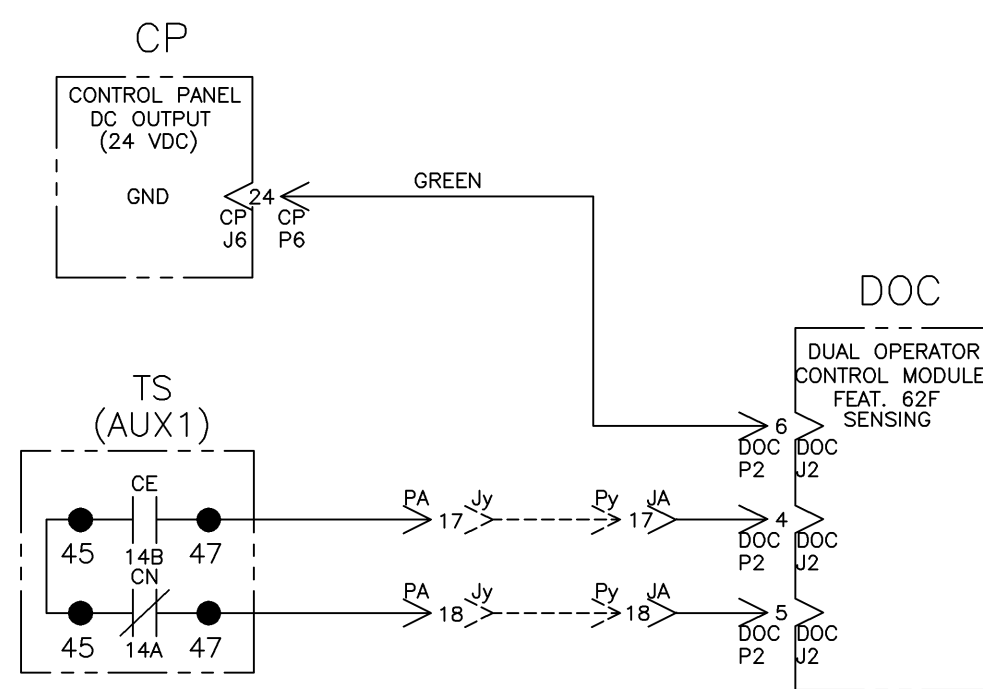 CP
CONTROL PANEL
DC OUTPUT
(24 VDC)
GND
24
GREEN
CP
J6
CP
P6
DOC
DUAL OPERATOR
CONTROL MODULE
FEAT. 62F
SENSING
6
DOC
P2
DOC
J2
TS
(AUX1)
CE
45
14B
47
PA
17
Jy
Py
17
JA
4
DOC
P2
DOC
J2
CN
45
14A
47
PA
18
Jy
Py
18
JA
5
DOC
P2
DOC
J2